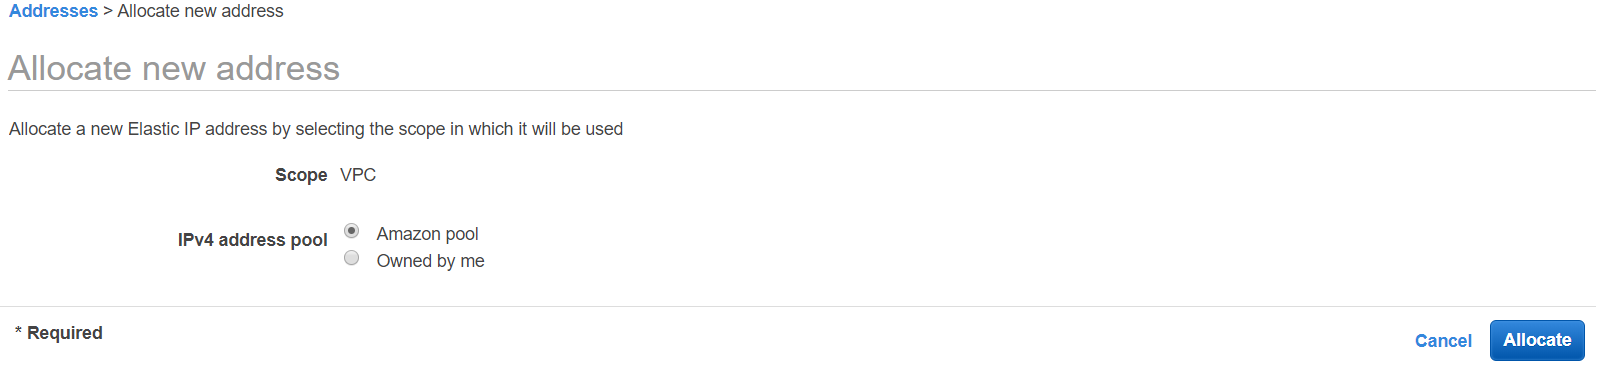 Addresses > Allocate new address
Allocate new address
Allocate a new Elastic IP address by selecting the scope in which it will be used
Scope VPC
IPv4 address pool
Amazon pool
Owned by me
* Required
Cancel Allocate